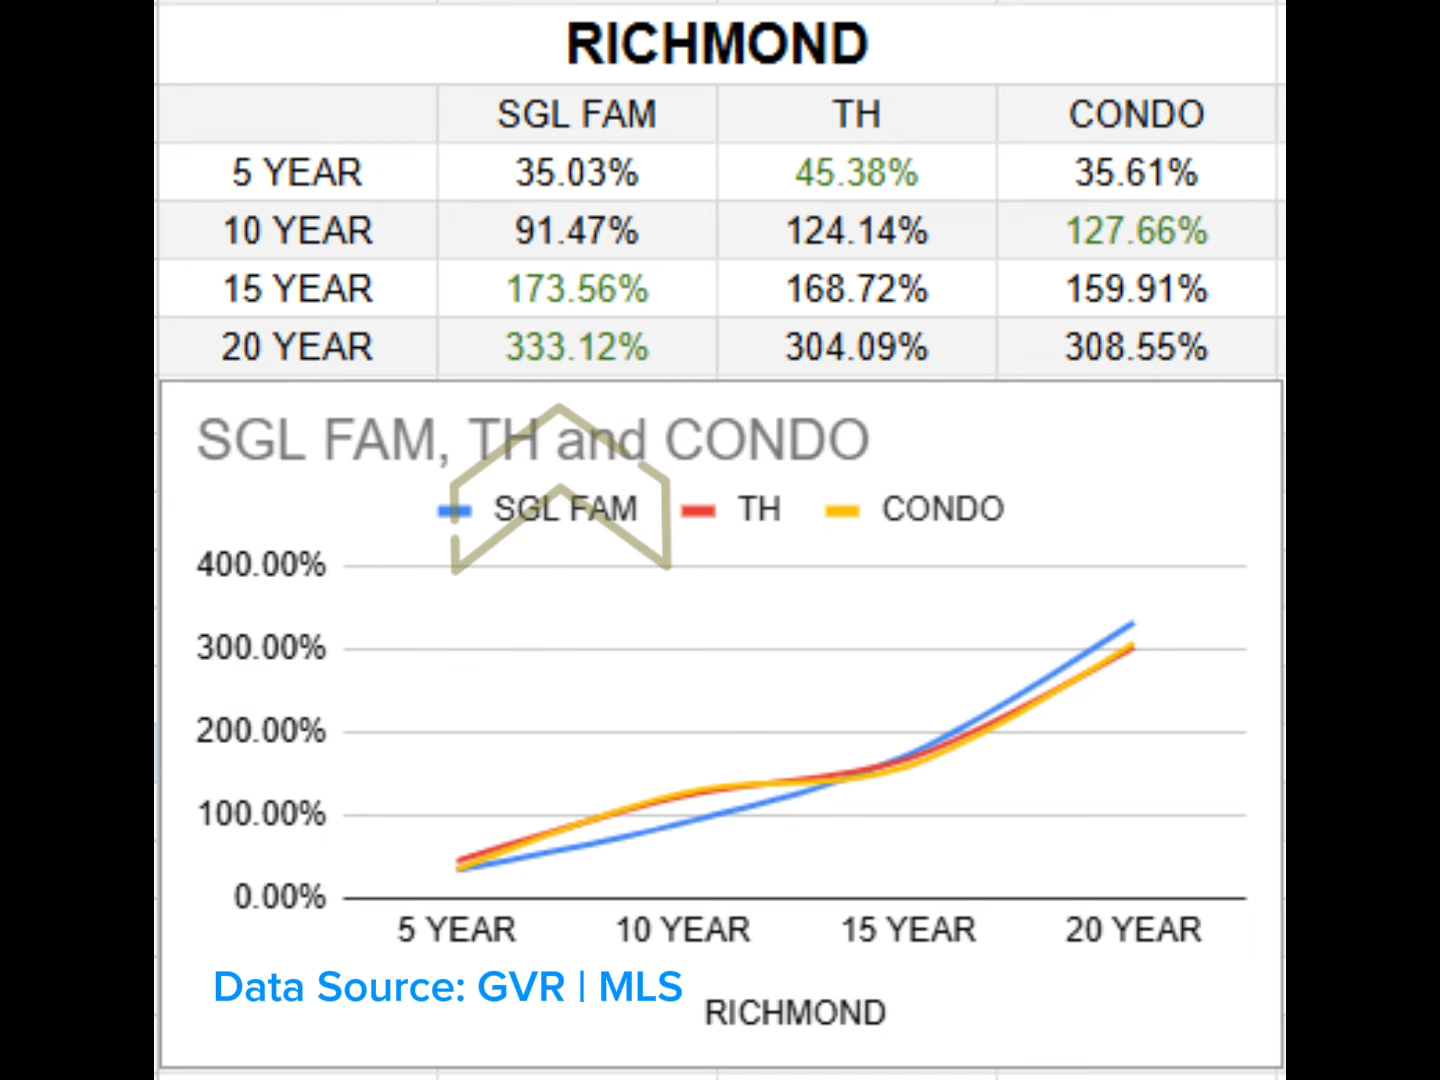 RICHMOND
SGL FAM TH CONDO
5 YEAR 35.03% 45.38% 35.61%
10 YEAR 91.47% 124.14% 127.66%
15 YEAR 173.56% 168.72% 159.91%
20 YEAR 333.12% 304.09% 308.55%
SGL FAM, TH and CONDO
SGL FAM TH CONDO
400.00%
300.00%
200.00%
100.00%
0.00%
5 YEAR 10 YEAR 15 YEAR 20 YEAR
Data Source: GVR | MLS
RICHMOND